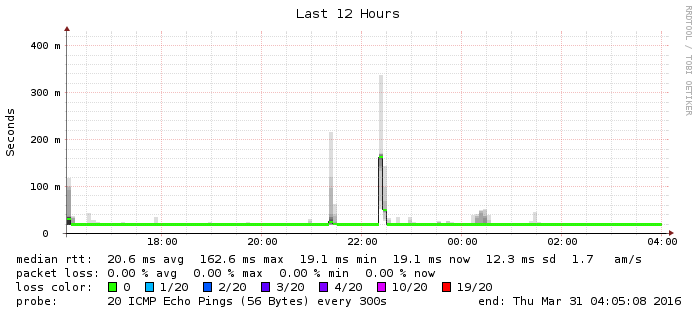 Last 12 Hours
RRDTOOL / TOBI OETIKER
Seconds
400 m
300 m
200 m
100 m
0
18:00 20:00 22:00 00:00 02:00 04:00
median rtt: 20.6 ms avg 162.6 ms max 19.1 ms min 19.1 ms now 12.3 ms sd 1.7 am/s
packet loss: 0.00 % avg 0.00 % max 0.00 % min 0.00 % now
loss color: 0 1/20 2/20 3/20 4/20 10/20 19/20
probe: 20 ICMP Echo Pings (56 Bytes) every 300s end: Thu Mar 31 04:05:08 2016